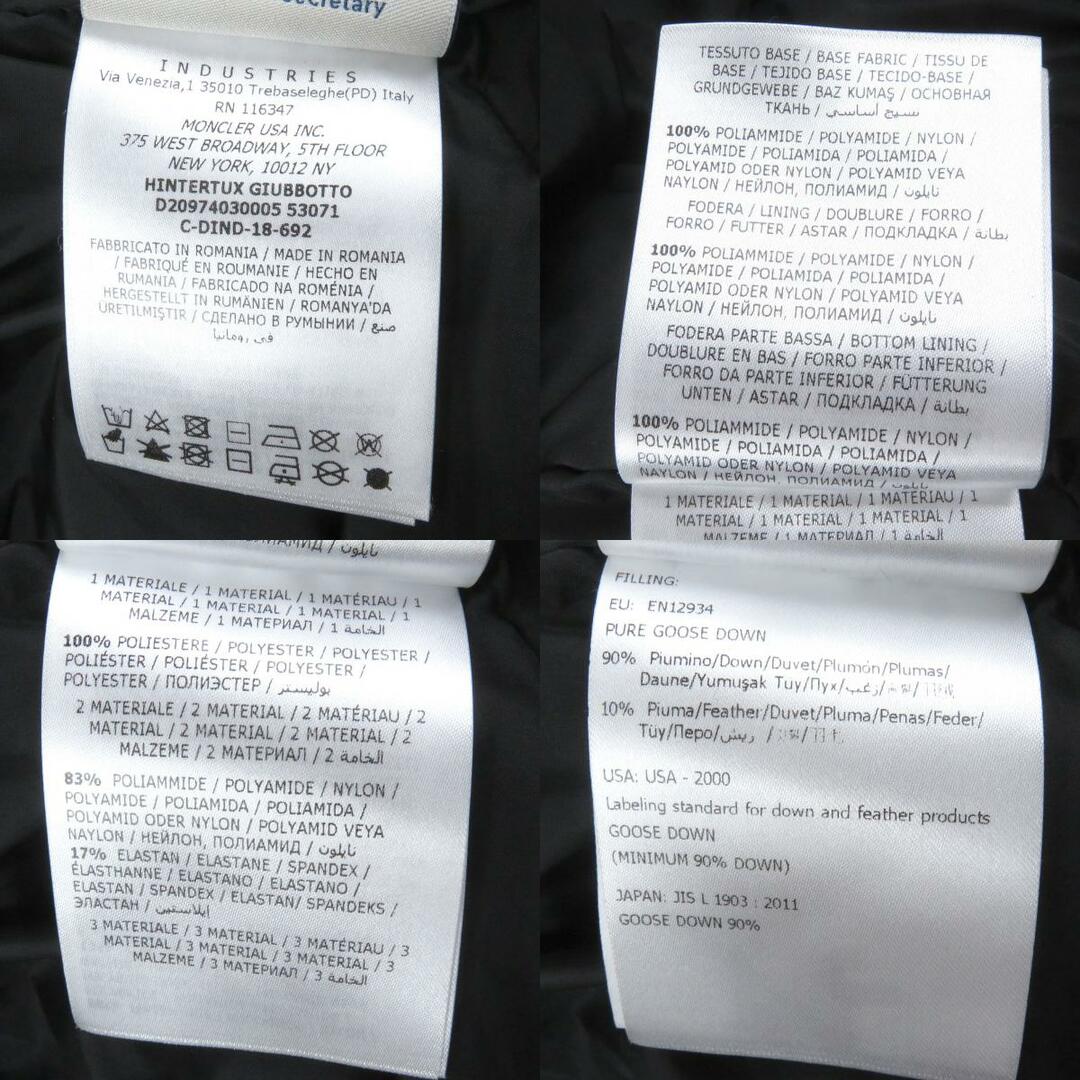 Secretary
INDUSTRIES
Via Venezia,1 35010 Trebaseleghe(PD) Italy
RN 116347
MONCLER USA INC.
375 WEST BROADWAY, 5TH FLOOR
NEW YORK, 10012 NY
HINTERTUX GIUBBOTTO
D20974030005 53071
C-DIND-18-692
FABBRICATO IN ROMANIA / MADE IN ROMANIA
/ FABRIQUÉ EN ROUMANIE / HECHO EN
RUMANIA / FABRICADO NA ROMÉNIA /
HERGESTELLT IN RUMÄNIEN / ROMANYA'DA
ÜRETILMIŞTIR / СДЕЛАНО В РУМЫНИИ / صنع
في رومانيا
TESSUTO BASE / BASE FABRIC / TISSU DE
BASE / TEJIDO BASE / TECIDO-BASE /
GRUNDGEWEBE / BAZ KUMAŞ / ОСНОВНАЯ
ТКАНЬ / نسيج أساسي
100% POLIAMMIDE / POLYAMIDE / NYLON /
POLYAMIDE / POLIAMIDA / POLIAMIDA /
POLYAMID ODER NYLON / POLYAMID VEYA
NAYLON / НЕЙЛОН, ПОЛИАМИД / نايلون
FODERA / LINING / DOUBLURE / FORRO /
FORRO / FUTTER / ASTAR / ПОДКЛАДКА / بطانة
100% POLIAMMIDE / POLYAMIDE / NYLON /
POLYAMIDE / POLIAMIDA / POLIAMIDA /
POLYAMID ODER NYLON / POLYAMID VEYA
NAYLON / НЕЙЛОН, ПОЛИАМИД / نايلون
FODERA PARTE BASSA / BOTTOM LINING /
DOUBLURE EN BAS / FORRO PARTE INFERIOR /
FORRO DA PARTE INFERIOR / FÜTTERUNG
UNTEN / ASTAR / ПОДКЛАДКА / بطانة
100% POLIAMMIDE / POLYAMIDE / NYLON /
POLYAMIDE / POLIAMIDA / POLIAMIDA /
POLYAMID ODER NYLON / POLYAMID VEYA
NAYLON / НЕЙЛОН, ПОЛИАМИД / نايلون
1 MATERIALE / 1 MATERIAL / 1 MATÉRIAU / 1
MATERIAL / 1 MATERIAL / 1 MATERIAL / 1
MALZEME / 1 МАТЕРИАЛ / 1 الخامة
نايلون /
1 MATERIALE / 1 MATERIAL / 1 MATÉRIAU / 1
MATERIAL / 1 MATERIAL / 1 MATERIAL / 1
MALZEME / 1 МАТЕРИАЛ / 1 الخامة
100% POLIESTERE / POLYESTER / POLYESTER /
POLIÉSTER / POLIÉSTER / POLYESTER /
POLYESTER / ПОЛИЭСТЕР / بوليستر
2 MATERIALE / 2 MATERIAL / 2 MATÉRIAU / 2
MATERIAL / 2 MATERIAL / 2 MATERIAL / 2
MALZEME / 2 МАТЕРИАЛ / 2 الخامة
83% POLIAMMIDE / POLYAMIDE / NYLON /
POLYAMIDE / POLIAMIDA / POLIAMIDA /
POLYAMID ODER NYLON / POLYAMID VEYA
NAYLON / НЕЙЛОН, ПОЛИАМИД / نايلون
17% ELASTAN / ELASTANE / SPANDEX /
ÉLASTHANNE / ELASTANO / ELASTANO /
ELASTAN / SPANDEX / ELASTAN/ SPANDEKS /
ЭЛАСТАН / إيلاستين
3 MATERIALE / 3 MATERIAL / 3 MATÉRIAU / 3
MATERIAL / 3 MATERIAL / 3 MATERIAL / 3
MALZEME / 3 МАТЕРИАЛ / 3 الخامة
FILLING:
EU: EN12934
PURE GOOSE DOWN
90% Piumino/Down/Duvet/Plumón/Plumas/
Daune/Yumuşak Tuy/Пух/زغب/
10% Piuma/Feather/Duvet/Pluma/Penas/Feder/
Tüy/Перо/ريش /
USA: USA - 2000
Labeling standard for down and feather products
GOOSE DOWN
(MINIMUM 90% DOWN)
JAPAN: JIS L 1903 : 2011
GOOSE DOWN 90%